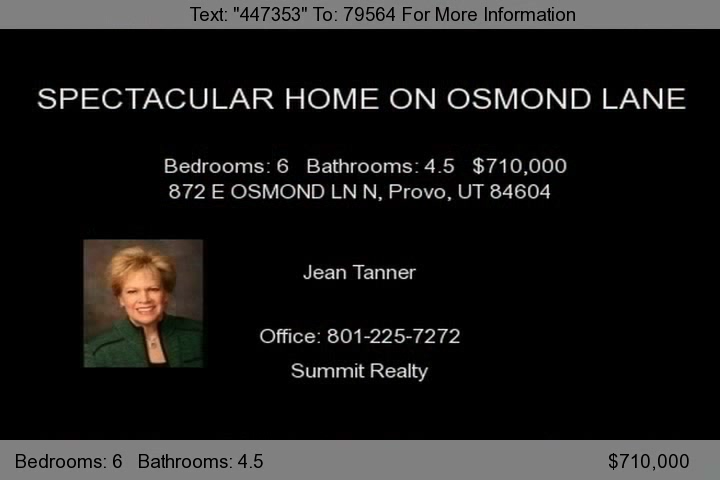 Text: "447353" To: 79564 For More Information
SPECTACULAR HOME ON OSMOND LANE
Bedrooms: 6 Bathrooms: 4.5 $710,000
872 E OSMOND LN N, Provo, UT 84604
Jean Tanner
Office: 801-225-7272
Summit Realty
Bedrooms: 6 Bathrooms: 4.5 $710,000